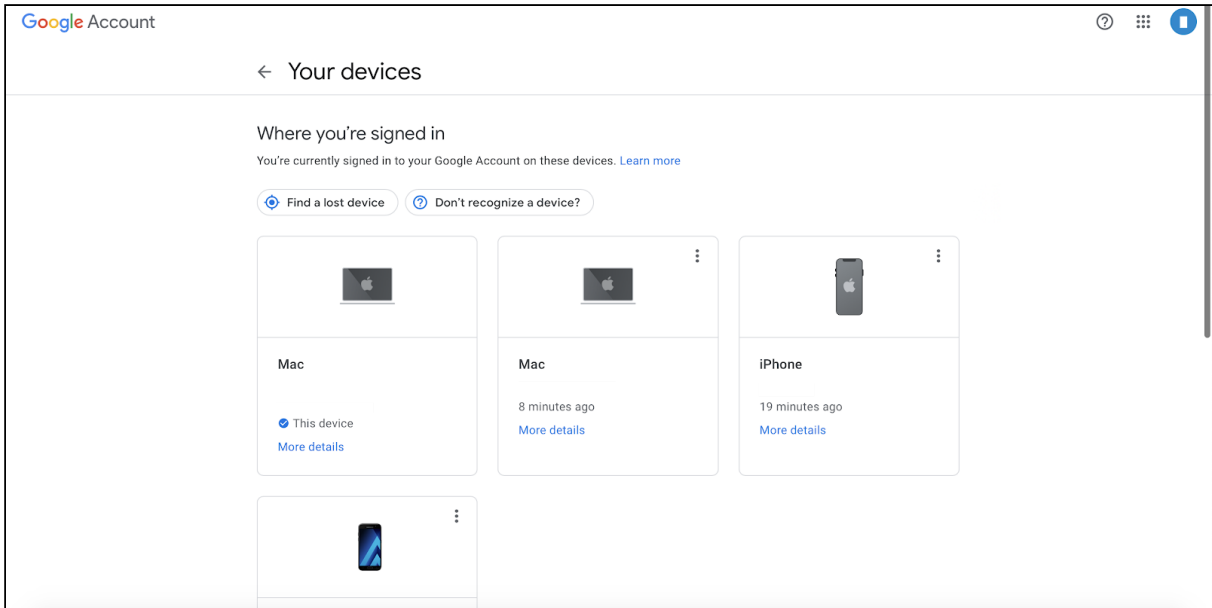 Google Account
Your devices
Where you're signed in
You're currently signed in to your Google Account on these devices. Learn more
Find a lost device
Don't recognize a device?
Mac
This device
More details
Mac
8 minutes ago
More details
iPhone
19 minutes ago
More details